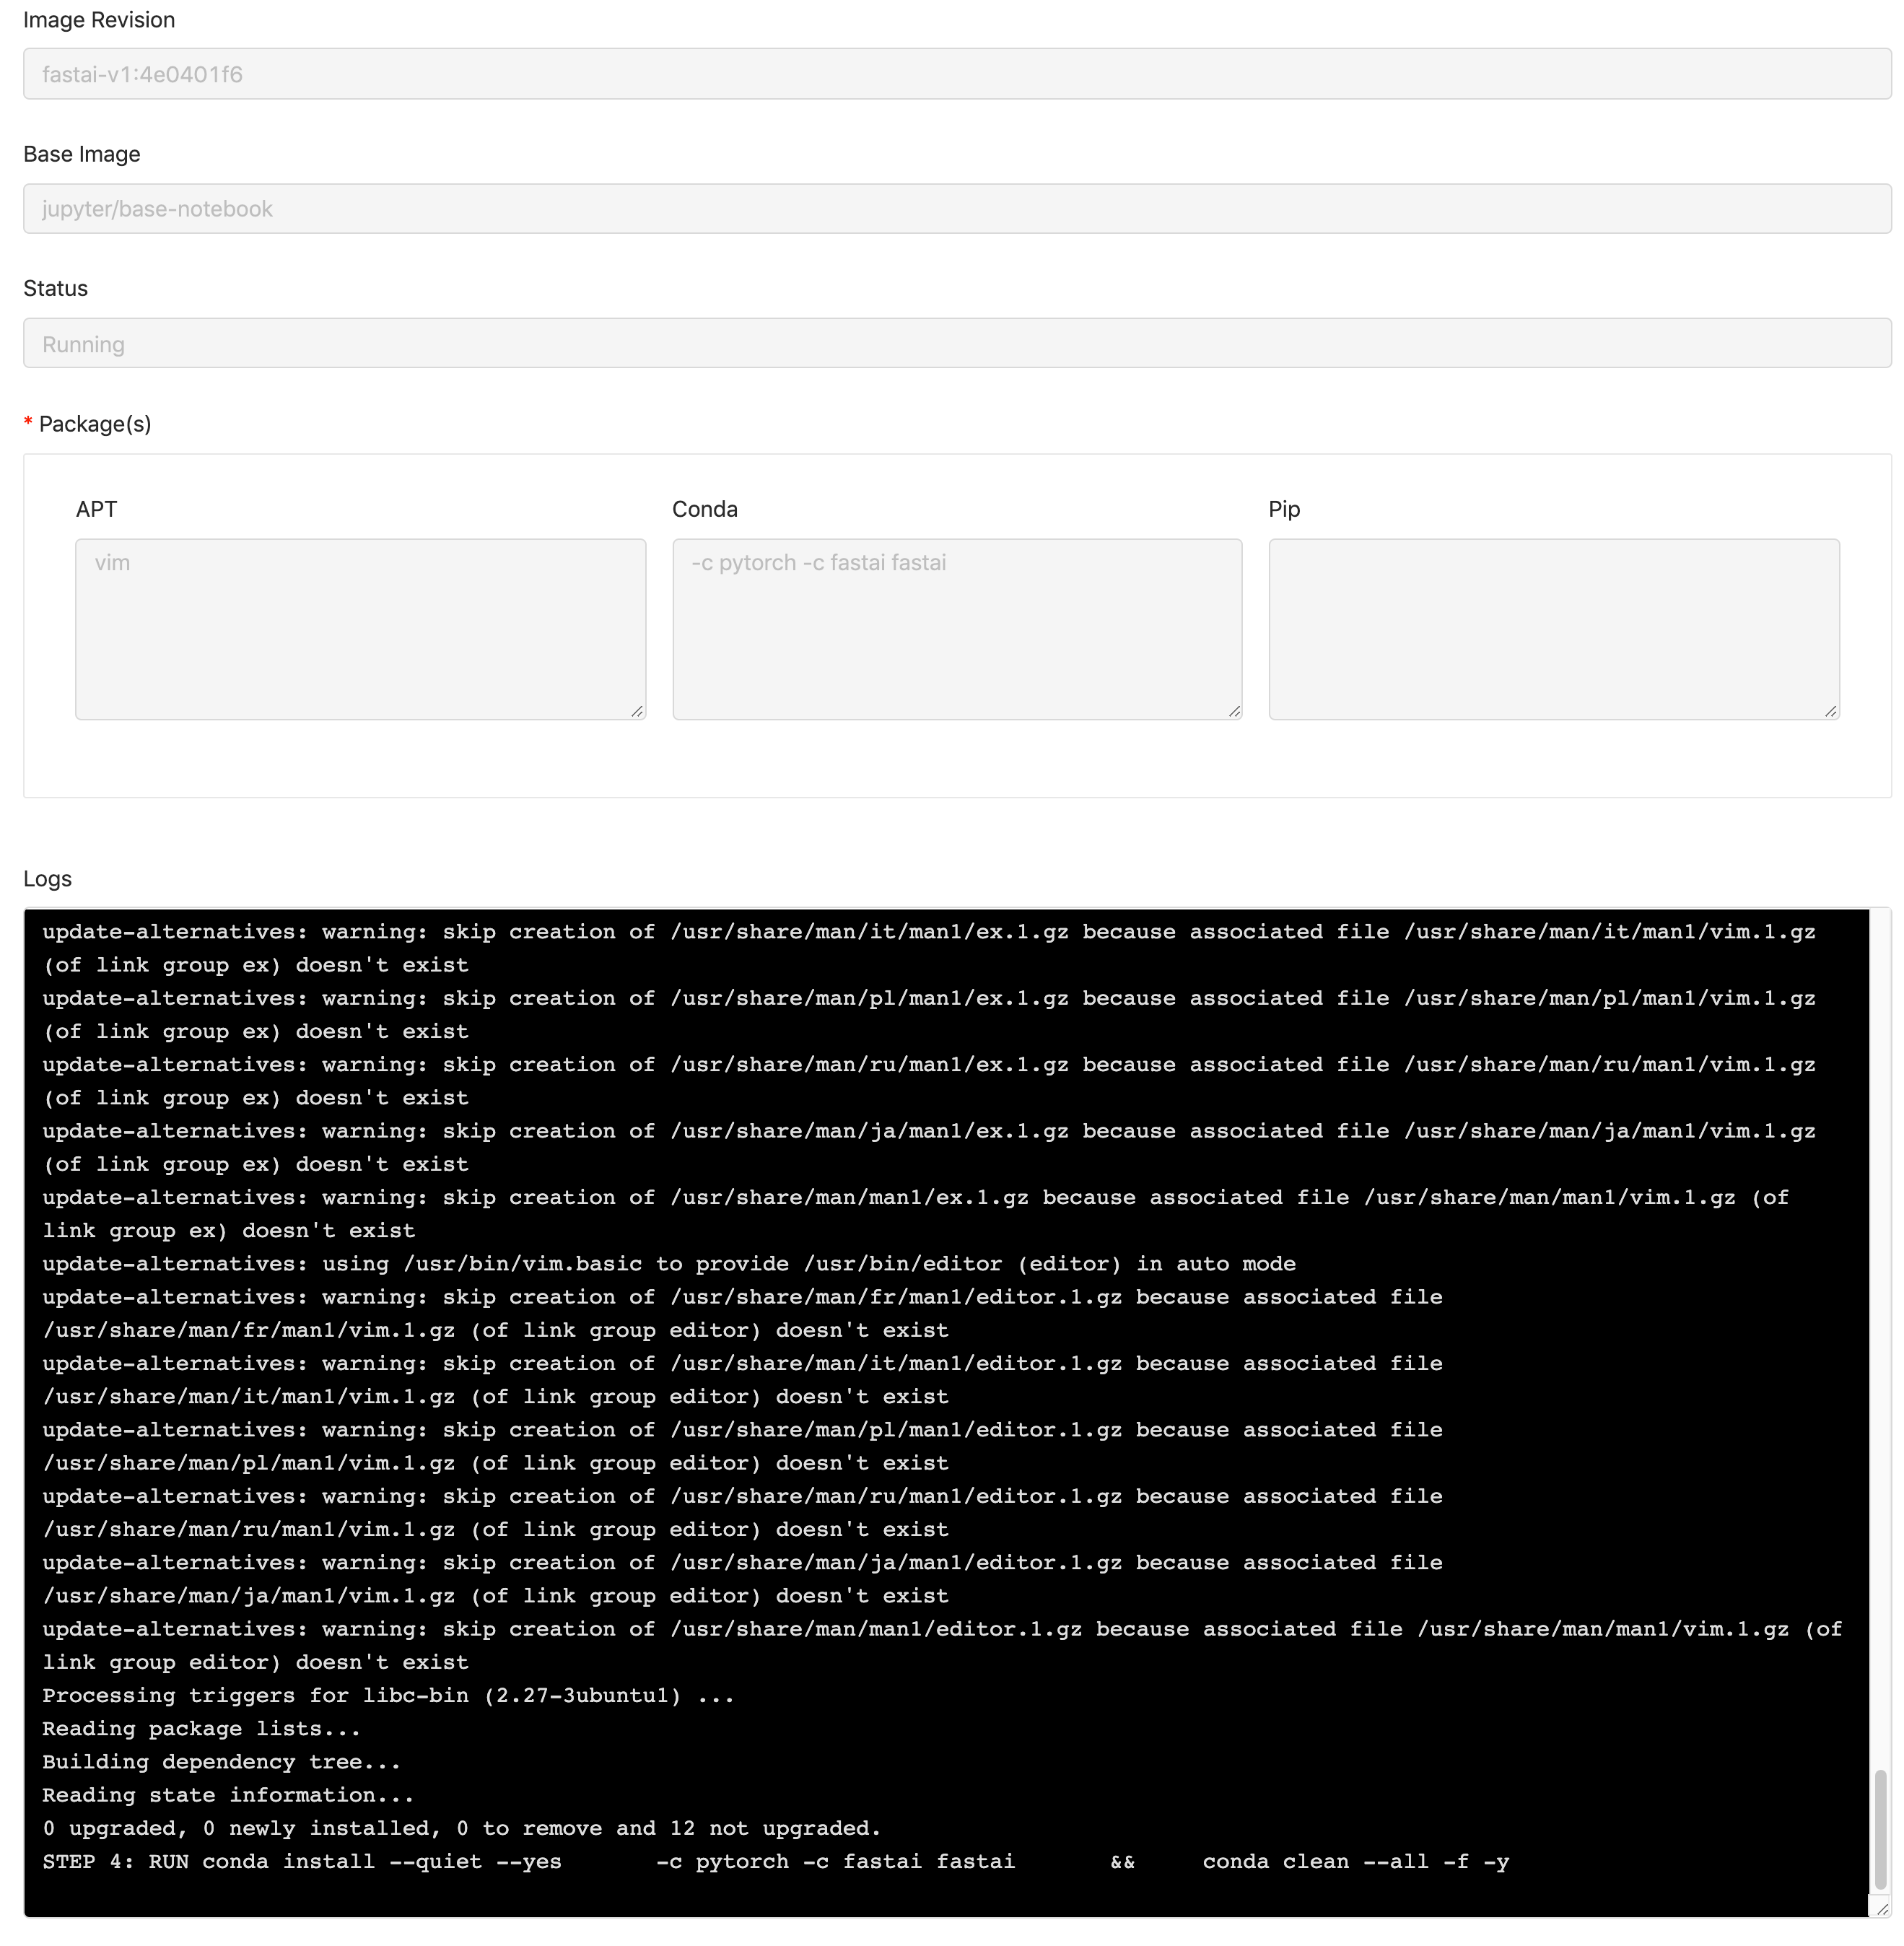 Image Revision
fastai-v1:4e0401f6
Base Image
jupyter/base-notebook
Status
Running
* Package(s)
APT
Conda
Pip
vim
-c pytorch -c fastai fastai
Logs
update-alternatives: warning: skip creation of /usr/share/man/it/man1/ex.1.gz because associated file /usr/share/man/it/man1/vim.1.gz
(of link group ex) doesn't exist
update-alternatives: warning: skip creation of /usr/share/man/pl/man1/ex.1.gz because associated file /usr/share/man/pl/man1/vim.1.gz
(of link group ex) doesn't exist
update-alternatives: warning: skip creation of /usr/share/man/ru/man1/ex.1.gz because associated file /usr/share/man/ru/man1/vim.1.gz
(of link group ex) doesn't exist
update-alternatives: warning: skip creation of /usr/share/man/ja/man1/ex.1.gz because associated file /usr/share/man/ja/man1/vim.1.gz
(of link group ex) doesn't exist
update-alternatives: warning: skip creation of /usr/share/man/man1/ex.1.gz because associated file /usr/share/man/man1/vim.1.gz (of
link group ex) doesn't exist
update-alternatives: using /usr/bin/vim.basic to provide /usr/bin/editor (editor) in auto mode
update-alternatives: warning: skip creation of /usr/share/man/fr/man1/editor.1.gz because associated file
/usr/share/man/fr/man1/vim.1.gz (of link group editor) doesn't exist
update-alternatives: warning: skip creation of /usr/share/man/it/man1/editor.1.gz because associated file
/usr/share/man/it/man1/vim.1.gz (of link group editor) doesn't exist
update-alternatives: warning: skip creation of /usr/share/man/pl/man1/editor.1.gz because associated file
/usr/share/man/pl/man1/vim.1.gz (of link group editor) doesn't exist
update-alternatives: warning: skip creation of /usr/share/man/ru/man1/editor.1.gz because associated file
/usr/share/man/ru/man1/vim.1.gz (of link group editor) doesn't exist
update-alternatives: warning: skip creation of /usr/share/man/ja/man1/editor.1.gz because associated file
/usr/share/man/ja/man1/vim.1.gz (of link group editor) doesn't exist
update-alternatives: warning: skip creation of /usr/share/man/man1/editor.1.gz because associated file /usr/share/man/man1/vim.1.gz (of
link group editor) doesn't exist
Processing triggers for libc-bin (2.27-3ubuntu1) ...
Reading package lists...
Building dependency tree...
Reading state information...
0 upgraded, 0 newly installed, 0 to remove and 12 not upgraded.
STEP 4: RUN conda install --quiet --yes       -c pytorch -c fastai fastai       &&     conda clean --all -f -y